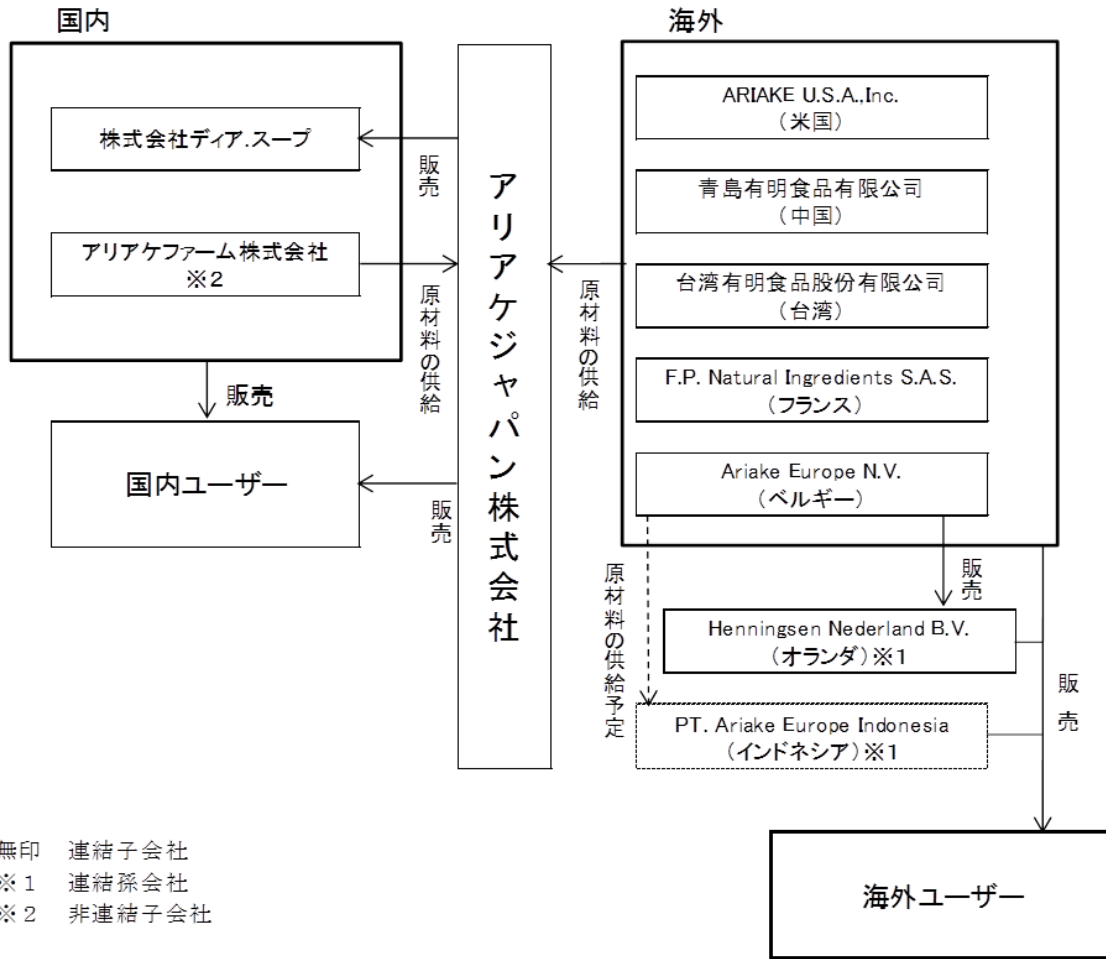 国内
株式会社ディア.スープ
アリアケファーム株式会社
※2
販売
原材料の供給
販売
国内ユーザー
販売
アリアケジャパン株式会社
海外
ARIAKE U.S.A.,Inc.
（米国）
青島有明食品有限公司
（中国）
台湾有明食品股份有限公司
（台湾）
F.P. Natural Ingredients S.A.S.
（フランス）
Ariake Europe N.V.
（ベルギー）
原材料の供給
原材料の供給予定
販売
Henningsen Nederland B.V.
（オランダ）※1
PT. Ariake Europe Indonesia
（インドネシア）※1
販売
海外ユーザー
無印 連結子会社
※1 連結孫会社
※2 非連結子会社